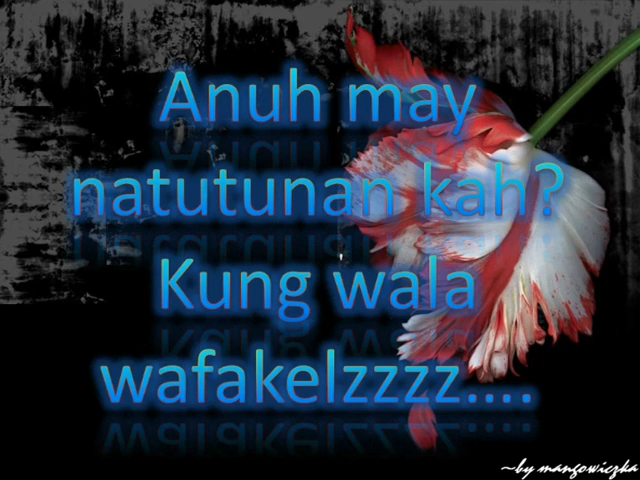 Anuh may
natutunan kah?
Kung wala
wafakelzzzz....
~by mangowiczka